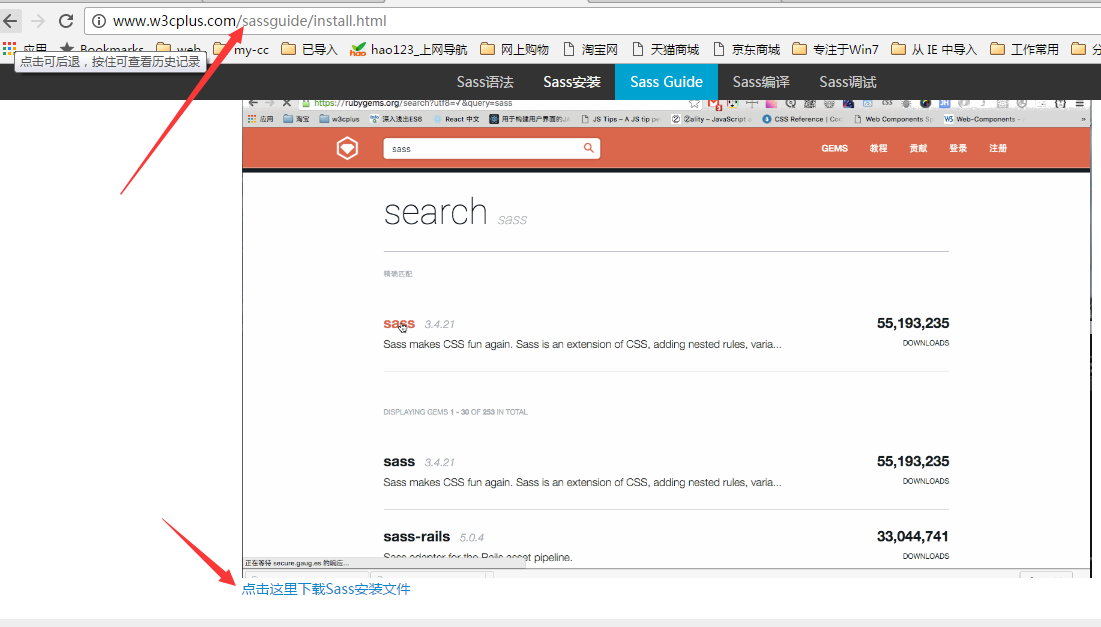 www.w3cplus.com/sassguide/install.html
应用 Bookmarks web my-cc 已导入 hao123_上网导航 网上购物 淘宝网 天猫商城 京东商城 专注于Win7 从 IE 中导入 工作常用
点击可后退，按住可查看历史记录
Sass语法 Sass安装 Sass Guide Sass编译 Sass调试
https://rubygems.org/search?utf8=✓&query=sass
应用 淘宝 w3cplus 深入浅出ES6 React 中文 用于构建用户界面的JA JS Tips – A JS tip pe 2ality – JavaScript a CSS Reference | Coc Web Components Sp Web-Components - »
sass GEMS 教程 贡献 登录 注册
search sass
精确匹配
sass 3.4.21 55,193,235
Sass makes CSS fun again. Sass is an extension of CSS, adding nested rules, varia... DOWNLOADS
DISPLAYING GEMS 1 - 30 OF 253 IN TOTAL
sass 3.4.21 55,193,235
Sass makes CSS fun again. Sass is an extension of CSS, adding nested rules, varia... DOWNLOADS
sass-rails 5.0.4 33,044,741
Sass adapter for the Rails asset pipeline. DOWNLOADS
正在等待 secure.gaug.es 的响应...
点击这里下载Sass安装文件